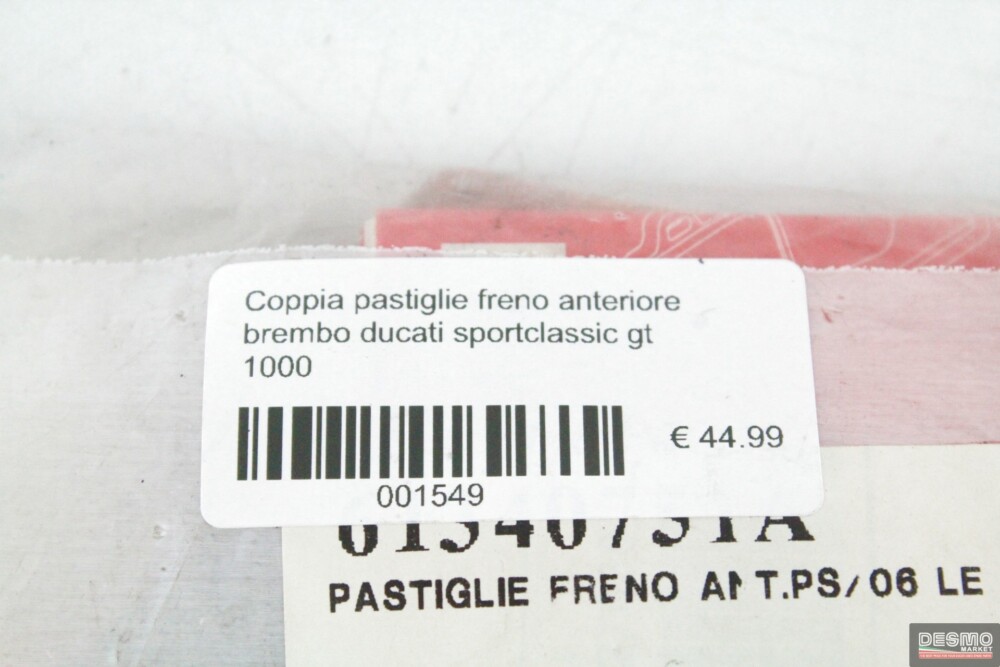 Coppia pastiglie freno anteriore
brembo ducati sportclassic gt
1000
€ 44.99
001549
PASTIGLIE FRENO ANT.PS/06 LE
DESMO
MARKET